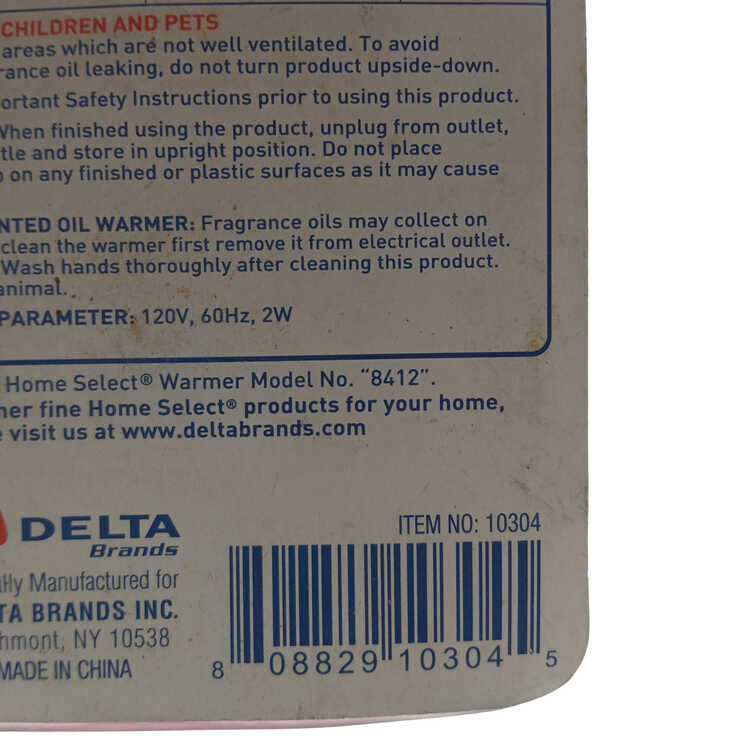 CHILDREN AND PETS
areas which are not well ventilated. To avoid
rance oil leaking, do not turn product upside-down.
ortant Safety Instructions prior to using this product.
When finished using the product, unplug from outlet,
tle and store in upright position. Do not place
on any finished or plastic surfaces as it may cause
NTED OIL WARMER: Fragrance oils may collect on
clean the warmer first remove it from electrical outlet.
Wash hands thoroughly after cleaning this product.
animal.
PARAMETER: 120V, 60Hz, 2W
Home Select® Warmer Model No. "8412".
her fine Home Select® products for your home,
visit us at www.deltabrands.com
DELTA
Brands
ITEM NO: 10304
ally Manufactured for
TA BRANDS INC.
hmont, NY 10538
MADE IN CHINA
8 08829 10304 5